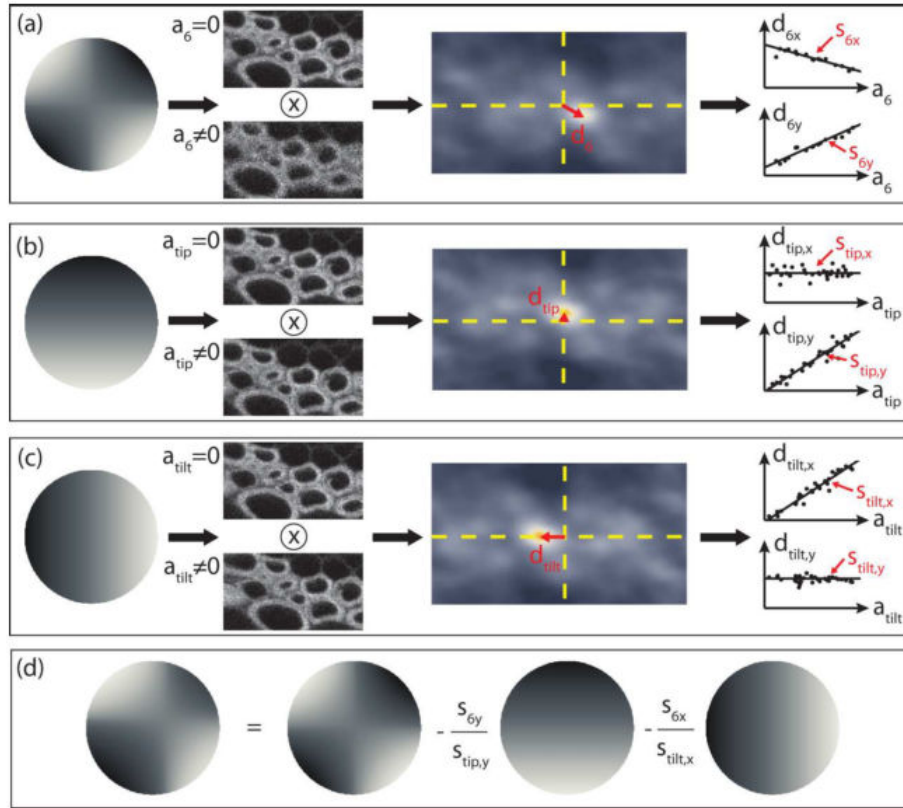 (a)
a6=0
ⓧ
a6≠0
d6
d6x
s6x
a6
d6y
s6y
a6
(b)
atip=0
ⓧ
atip≠0
dtip
dtip,x
stip,x
atip
dtip,y
stip,y
atip
(c)
atilt=0
ⓧ
atilt≠0
dtilt
dtilt,x
stilt,x
atilt
dtilt,y
stilt,y
atilt
(d)
= - s6y / stip,y - s6x / stilt,x